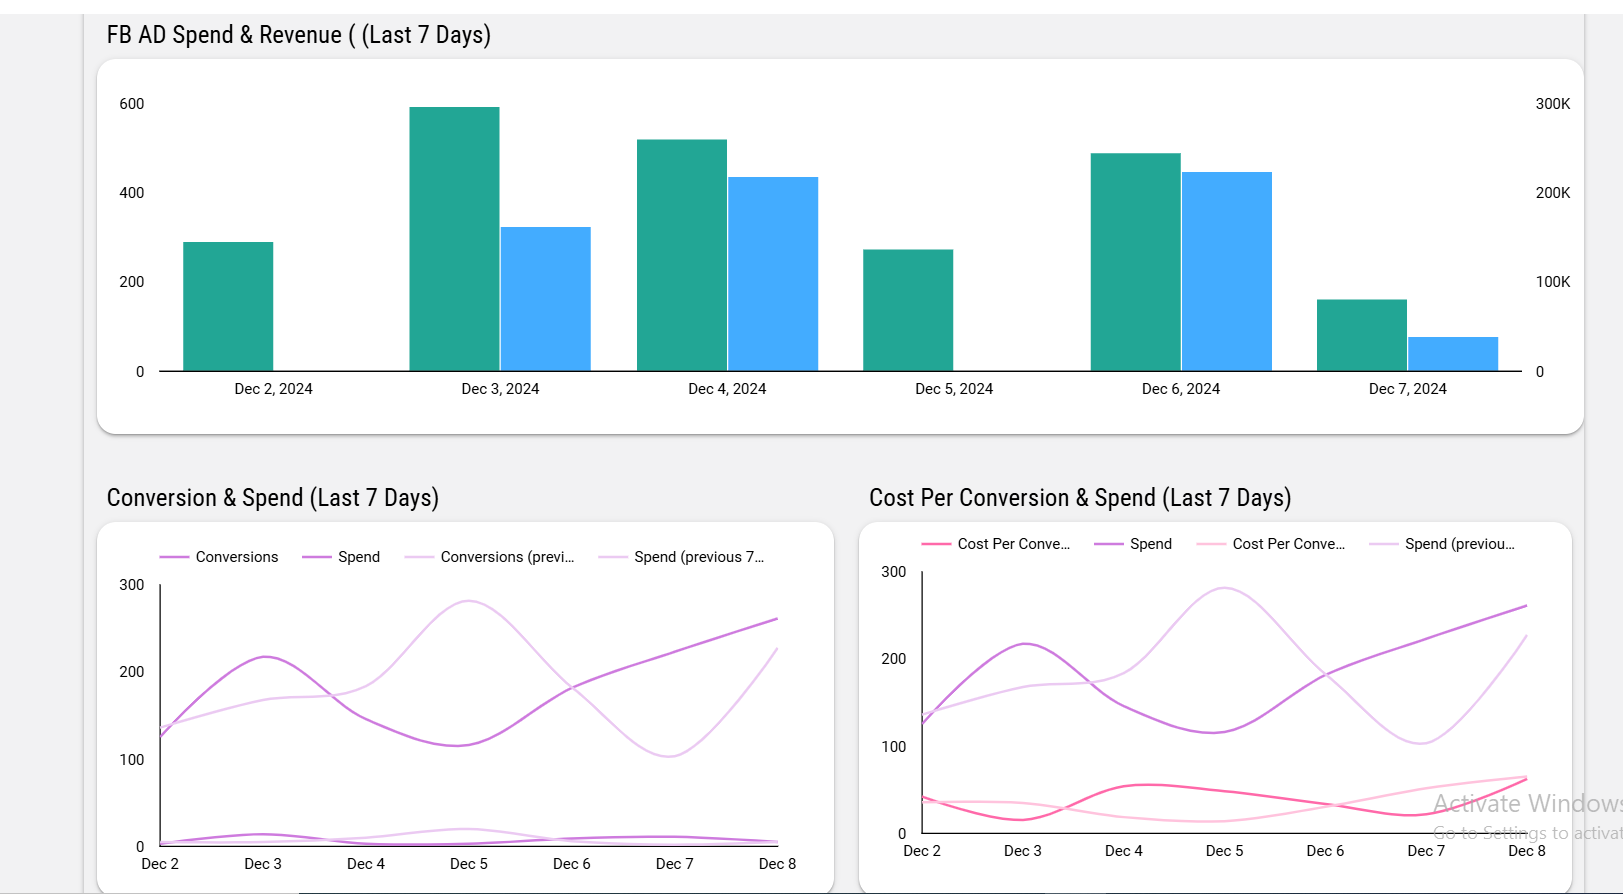 FB AD Spend & Revenue ( (Last 7 Days)
600 300K
400 200K
200 100K
0 0
Dec 2, 2024 Dec 3, 2024 Dec 4, 2024 Dec 5, 2024 Dec 6, 2024 Dec 7, 2024
Conversion & Spend (Last 7 Days)
Conversions Spend Conversions (previ... Spend (previous 7...
300
200
100
0
Dec 2 Dec 3 Dec 4 Dec 5 Dec 6 Dec 7 Dec 8
Cost Per Conversion & Spend (Last 7 Days)
Cost Per Conve... Spend Cost Per Conve... Spend (previou...
300
200
100
0
Dec 2 Dec 3 Dec 4 Dec 5 Dec 6 Dec 7 Dec 8
Activate Windows
Go to Settings to activat